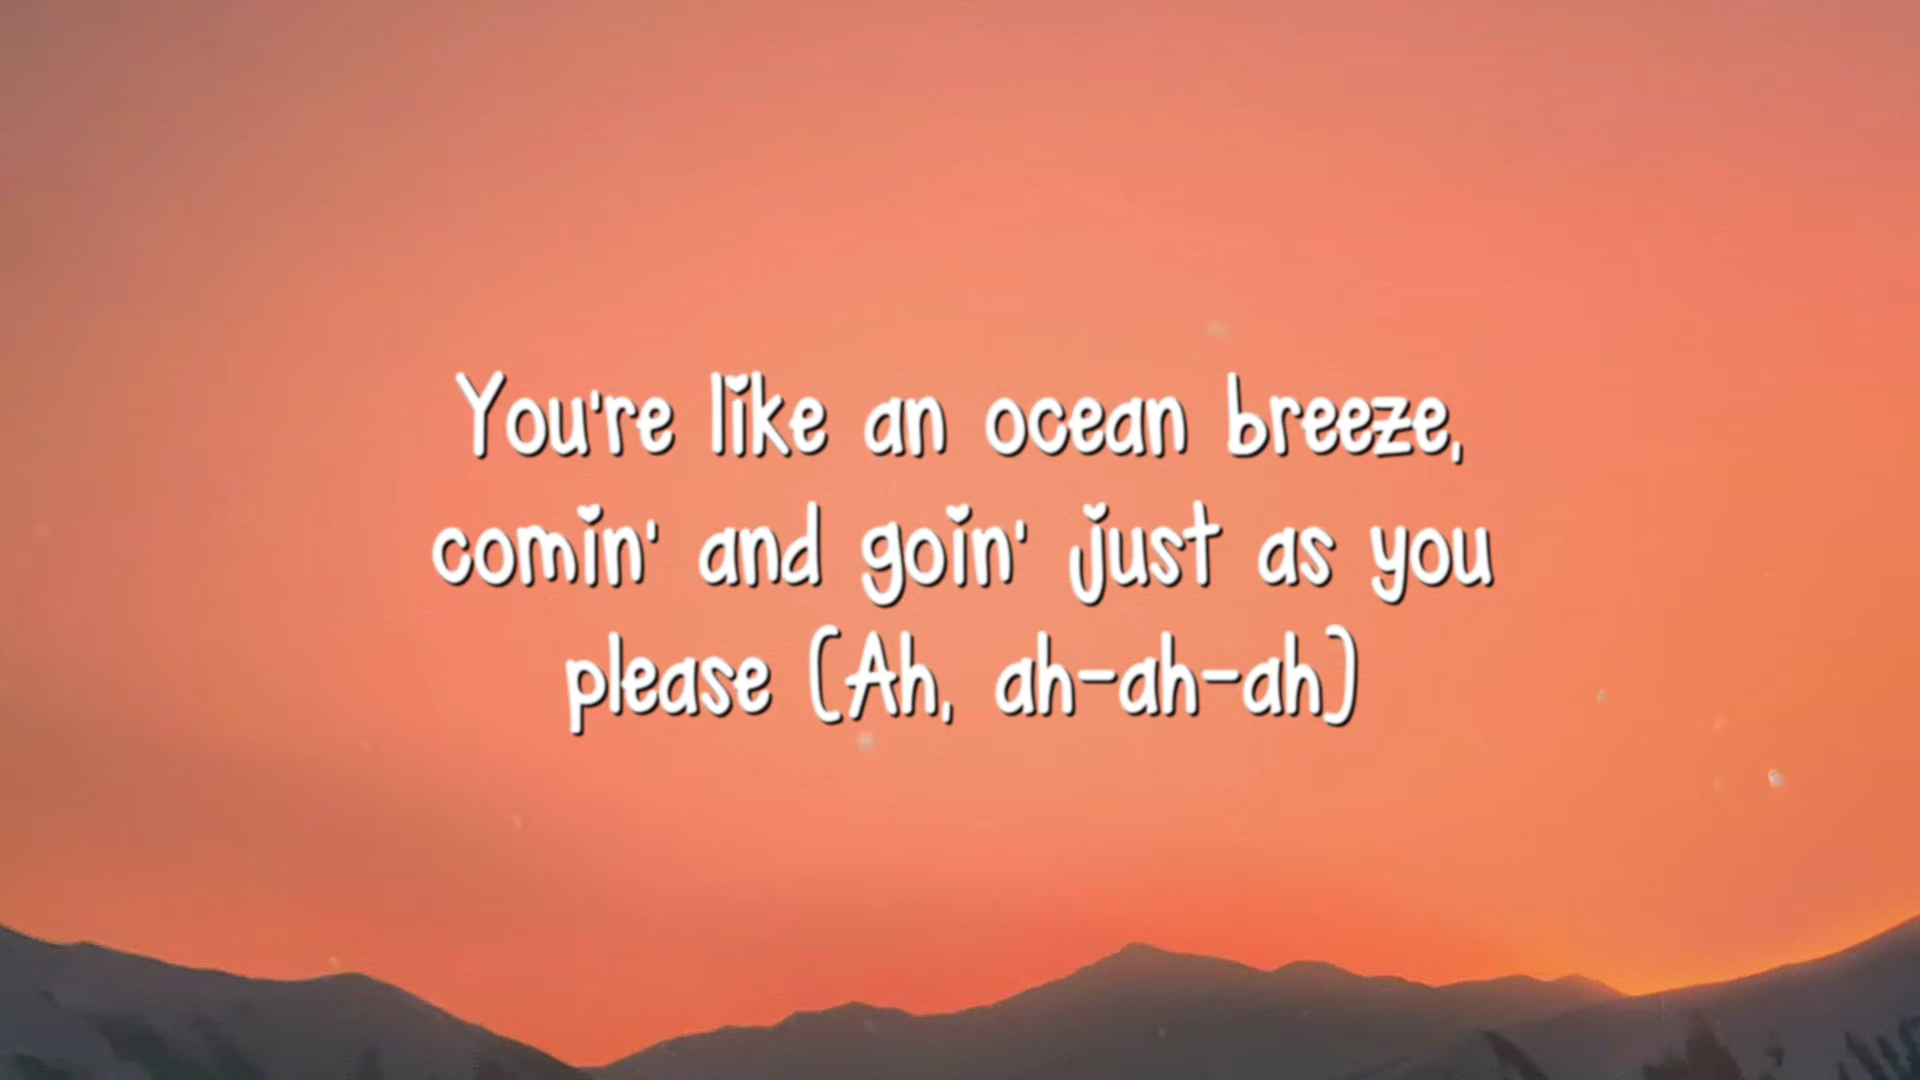 You're like an ocean breeze,
comin' and goin' just as you
please (Ah, ah-ah-ah)